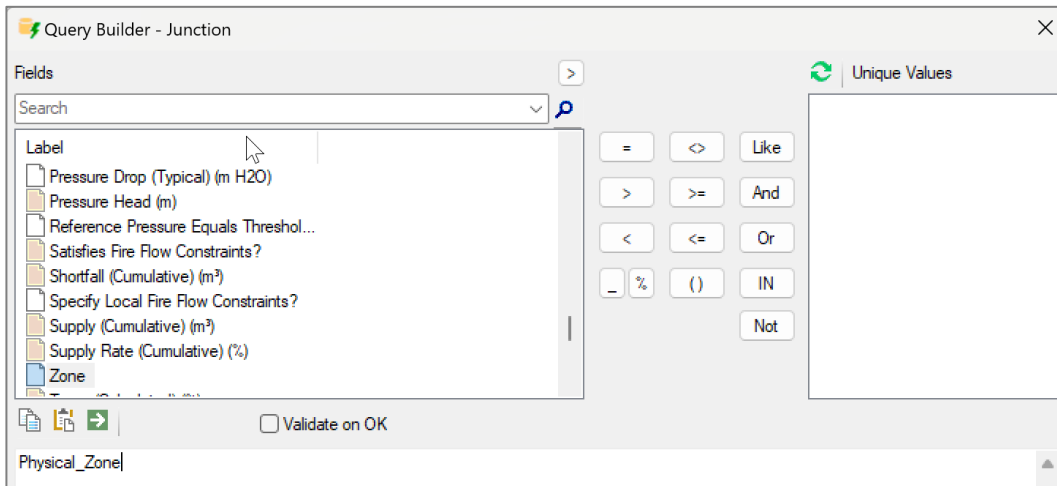 Query Builder - Junction
Fields
>
Unique Values
Search
Label
Pressure Drop (Typical) (m H2O)
Pressure Head (m)
Reference Pressure Equals Threshol...
Satisfies Fire Flow Constraints?
Shortfall (Cumulative) (m³)
Specify Local Fire Flow Constraints?
Supply (Cumulative) (m³)
Supply Rate (Cumulative) (%)
Zone
= <> Like
> >= And
< <= Or
_ % () IN
Not
Validate on OK
Physical_Zone